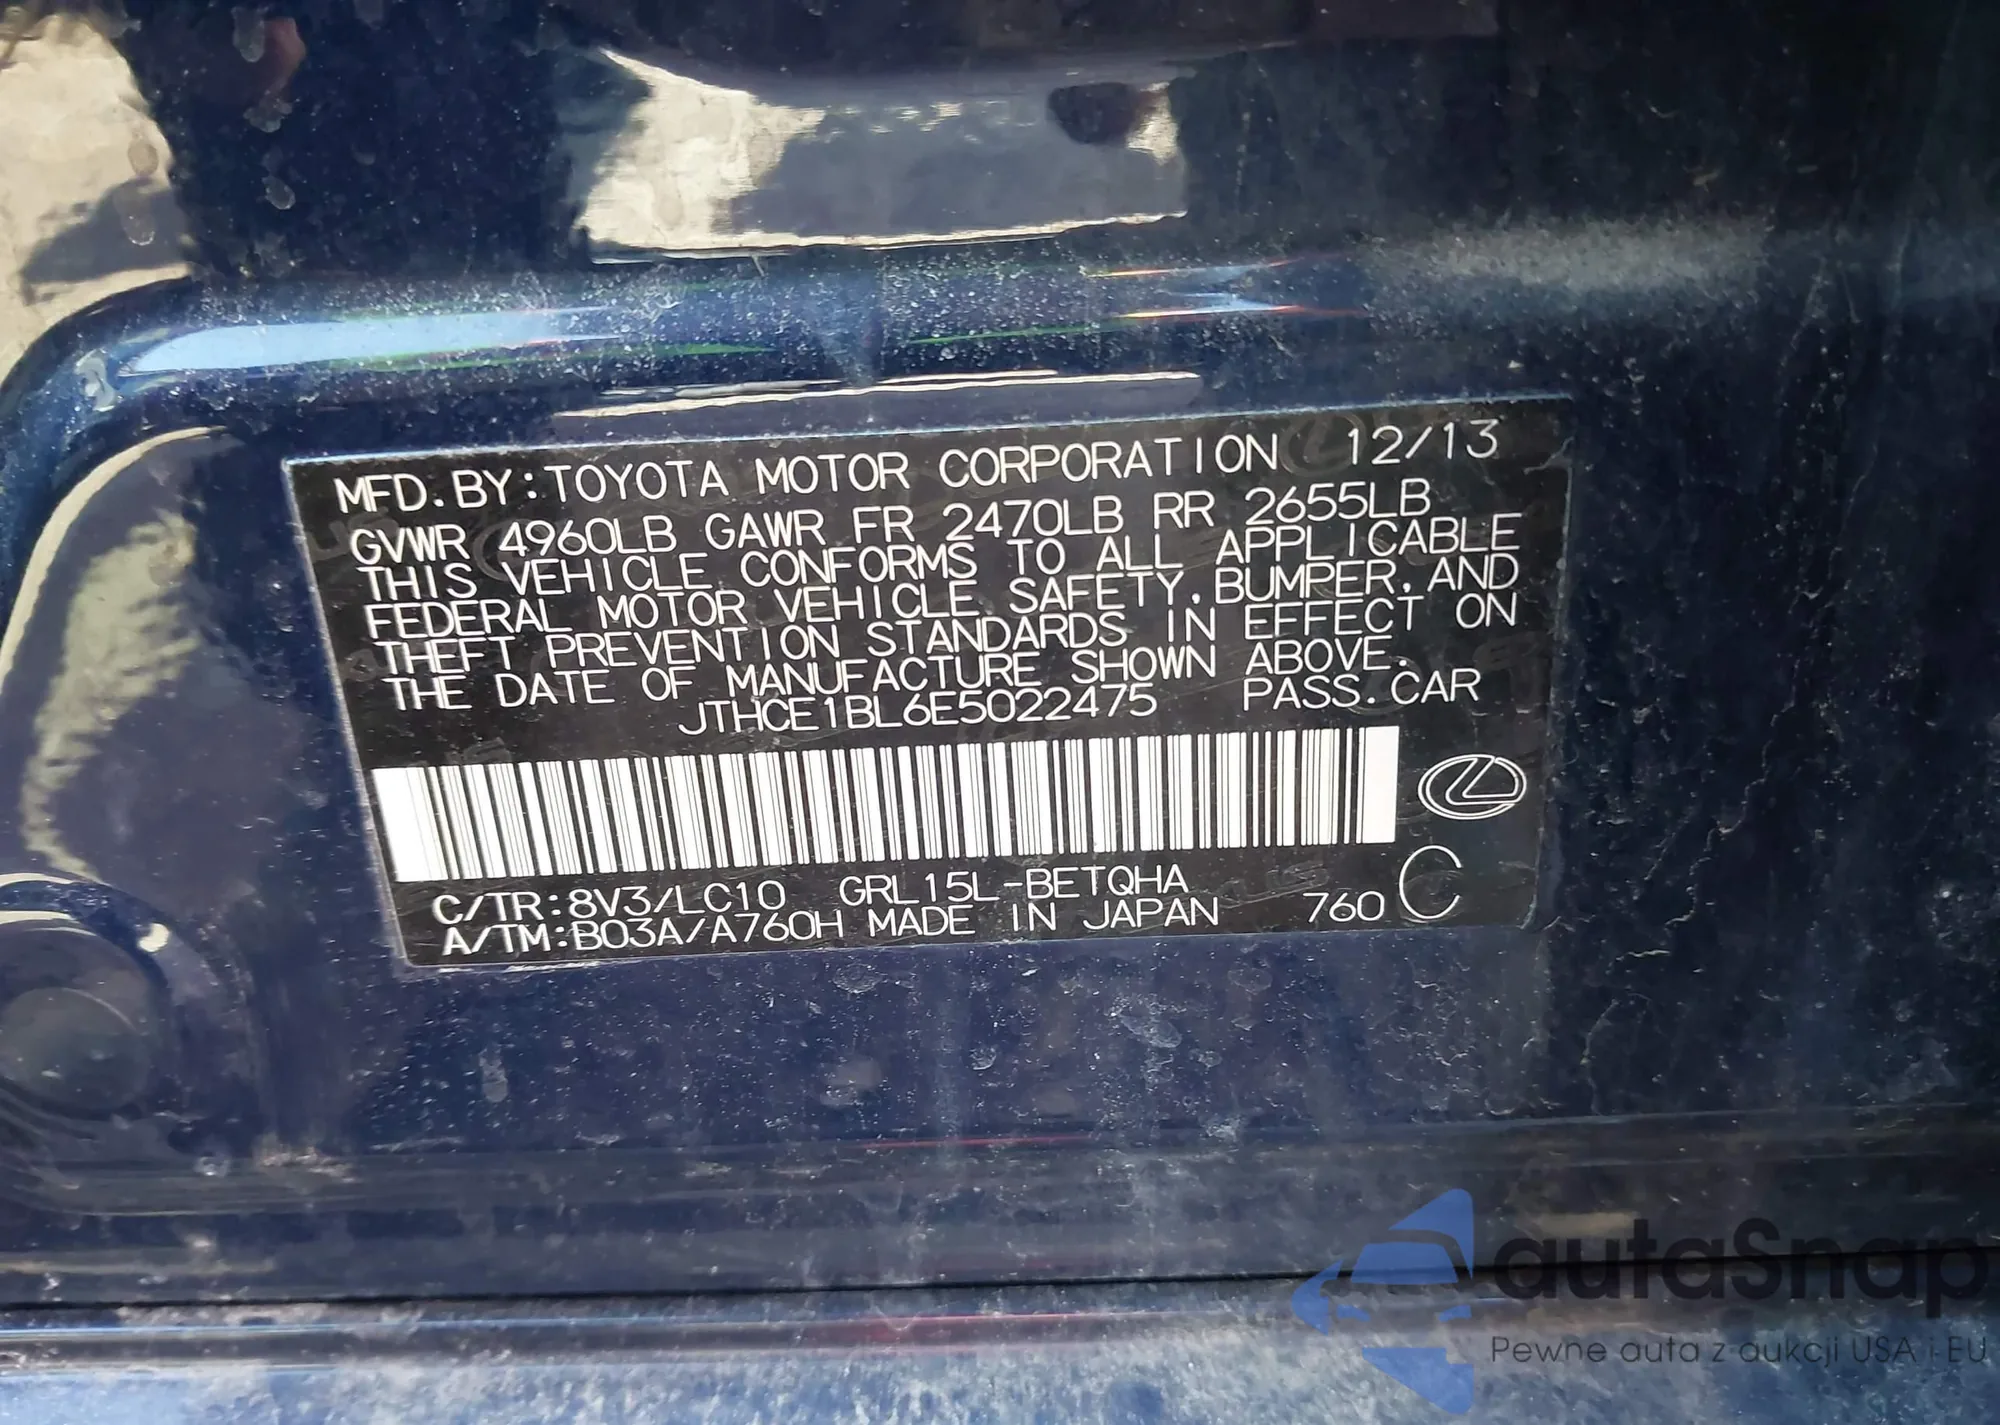 MFD.BY:TOYOTA MOTOR CORPORATION 12/13
GVWR 4960LB GAWR FR 2470LB RR 2655LB
THIS VEHICLE CONFORMS TO ALL APPLICABLE
FEDERAL MOTOR VEHICLE SAFETY, BUMPER, AND
THEFT PREVENTION STANDARDS IN EFFECT ON
THE DATE OF MANUFACTURE SHOWN ABOVE.
JTHCE1BL6E5022475 PASS.CAR
C/TR:8V3/LC10 GRL15L-BETQHA
A/TM:B03A/A760H MADE IN JAPAN 760 C
autaSnap
Pewne auta z aukcji USA i EU